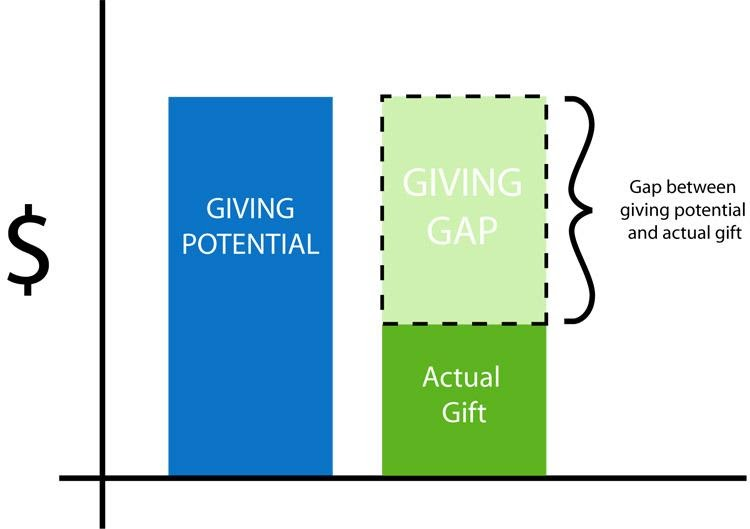 $
GIVING
POTENTIAL
GIVING
GAP
Actual
Gift
Gap between
giving potential
and actual gift